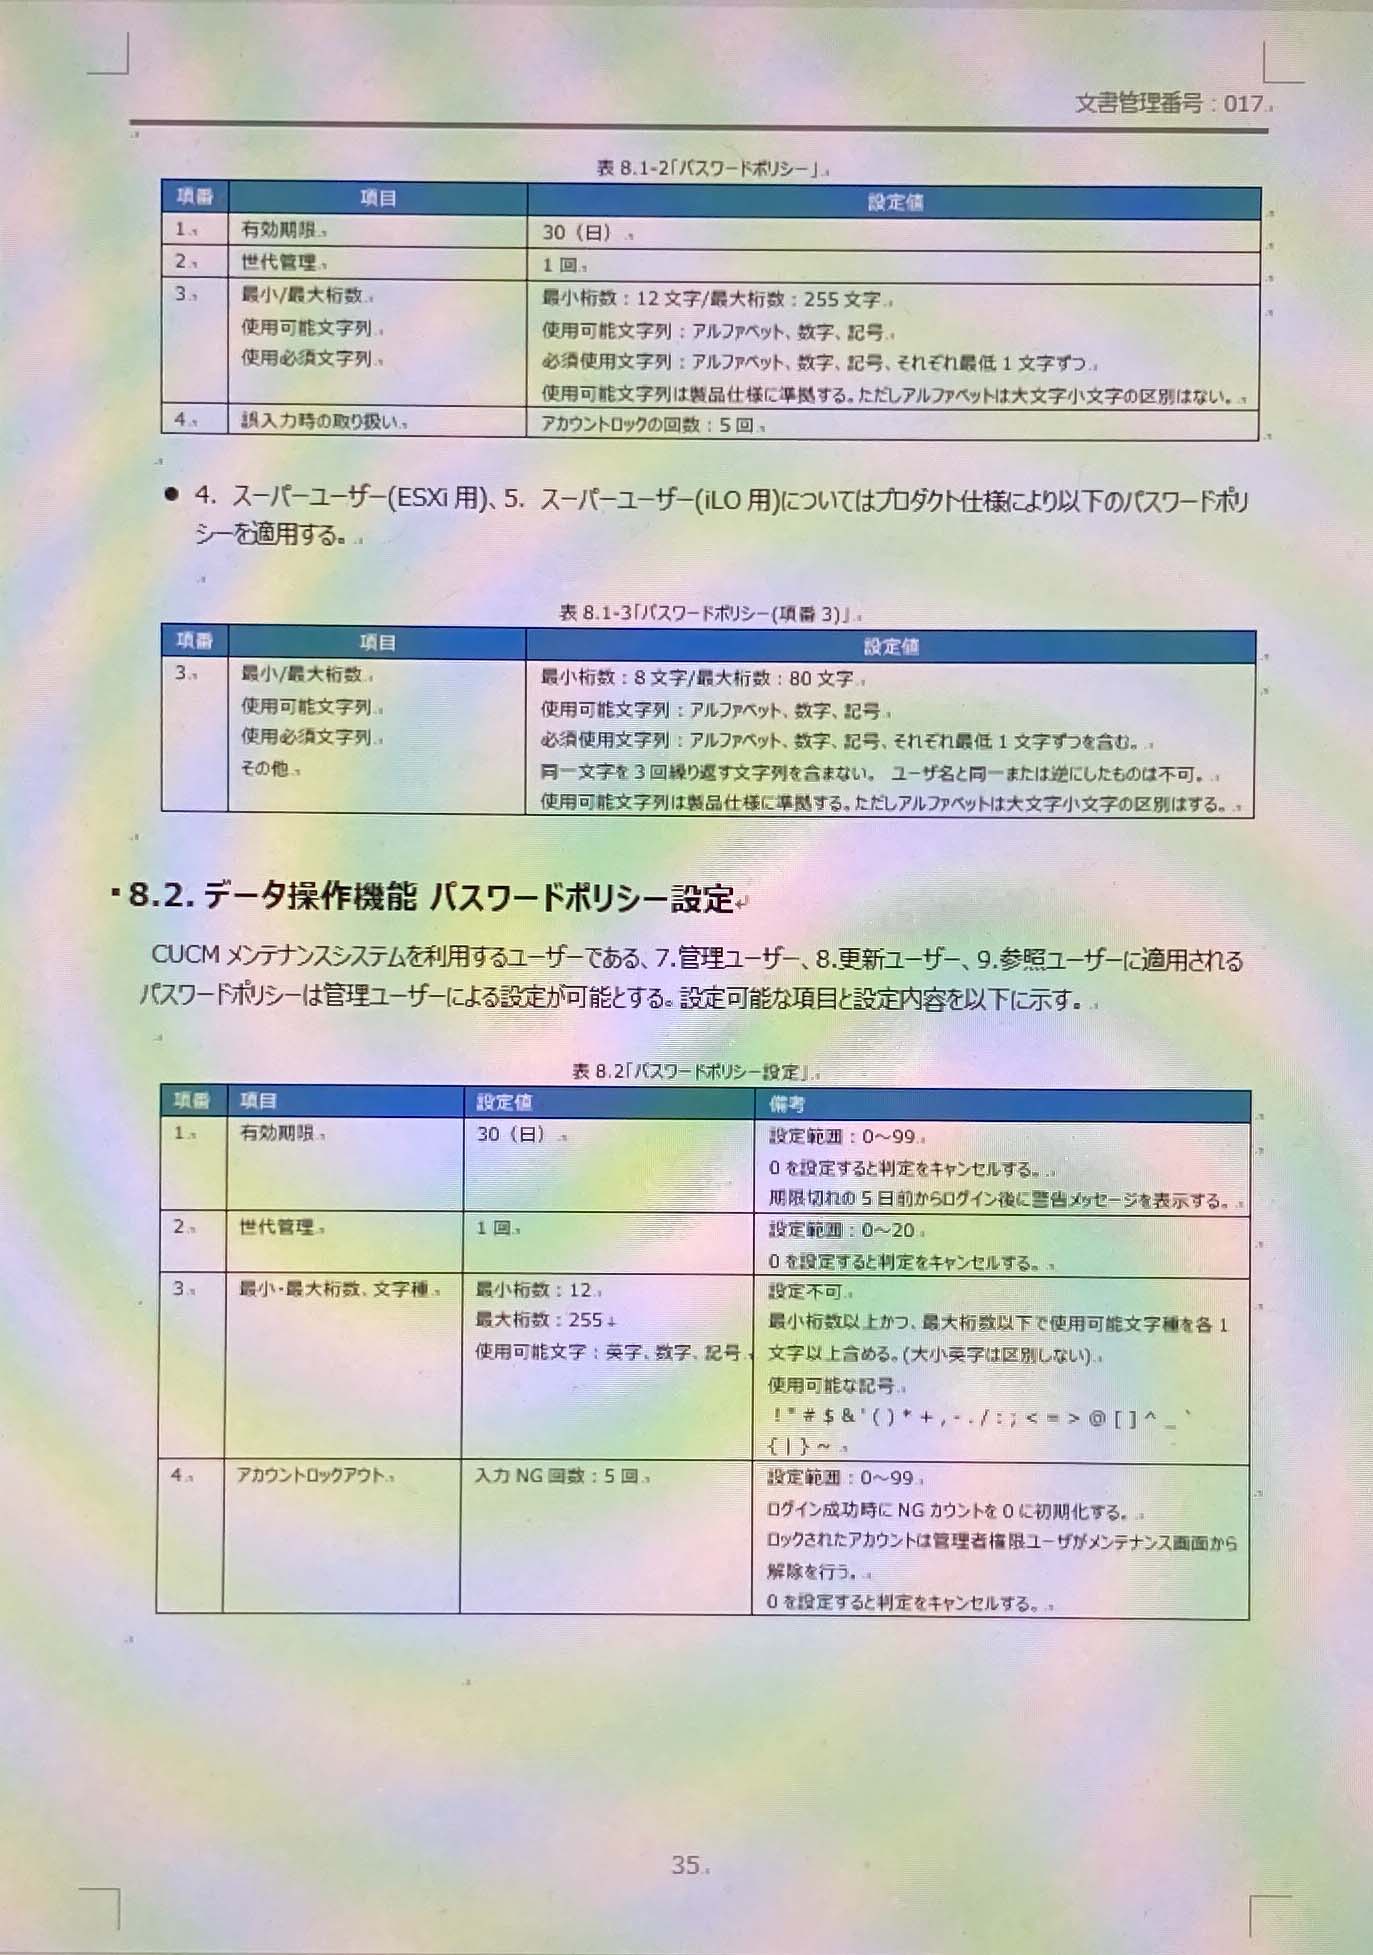 文書管理番号：017
表 8.1-2「パスワードポリシー」
項番 項目 設定値
1. 有効期限 30（日）
2. 世代管理 1 回
3. 最小/最大桁数 最小桁数：12 文字/最大桁数：255 文字
使用可能文字列 使用可能文字列：アルファベット、数字、記号
使用必須文字列 必須使用文字列：アルファベット、数字、記号、それぞれ最低 1 文字ずつ
使用可能文字列は製品仕様に準拠する。ただしアルファベットは大文字小文字の区別はない。
4. 誤入力時の取り扱い アカウントロックの回数：5 回
● 4. スーパーユーザー(ESXi 用)、5. スーパーユーザー(iLO 用)についてはプロダクト仕様により以下のパスワードポリ
シーを適用する。
表 8.1-3「パスワードポリシー(項番 3)」
項番 項目 設定値
3. 最小/最大桁数 最小桁数：8 文字/最大桁数：80 文字
使用可能文字列 使用可能文字列：アルファベット、数字、記号
使用必須文字列 必須使用文字列：アルファベット、数字、記号、それぞれ最低 1 文字ずつを含む。
その他 同一文字を 3 回繰り返す文字列を含まない。 ユーザ名と同一または逆にしたものは不可。
使用可能文字列は製品仕様に準拠する。ただしアルファベットは大文字小文字の区別はする。
8.2. データ操作機能 パスワードポリシー設定
CUCM メンテナンスシステムを利用するユーザーである、7.管理ユーザー、8.更新ユーザー、9.参照ユーザーに適用される
パスワードポリシーは管理ユーザーによる設定が可能とする。設定可能な項目と設定内容を以下に示す。
表 8.2「パスワードポリシー設定」
項番 項目 設定値 備考
1. 有効期限 30（日） 設定範囲：0～99
0 を設定すると判定をキャンセルする。
期限切れの 5 日前からログイン後に警告メッセージを表示する。
2. 世代管理 1 回 設定範囲：0～20
0 を設定すると判定をキャンセルする。
3. 最小・最大桁数、文字種 最小桁数：12 設定不可
最大桁数：255↓ 最小桁数以上かつ、最大桁数以下で使用可能文字種を各 1
使用可能文字：英字、数字、記号 文字以上含める。(大小英字は区別しない)
使用可能な記号
! " # $ & ' ( ) * + , - . / : ; < = > @ [ ] ^ _ `
{ | } ~
4. アカウントロックアウト 入力 NG 回数：5 回 設定範囲：0～99
ログイン成功時に NG カウントを 0 に初期化する。
ロックされたアカウントは管理者権限ユーザがメンテナンス画面から
解除を行う。
0 を設定すると判定をキャンセルする。
35